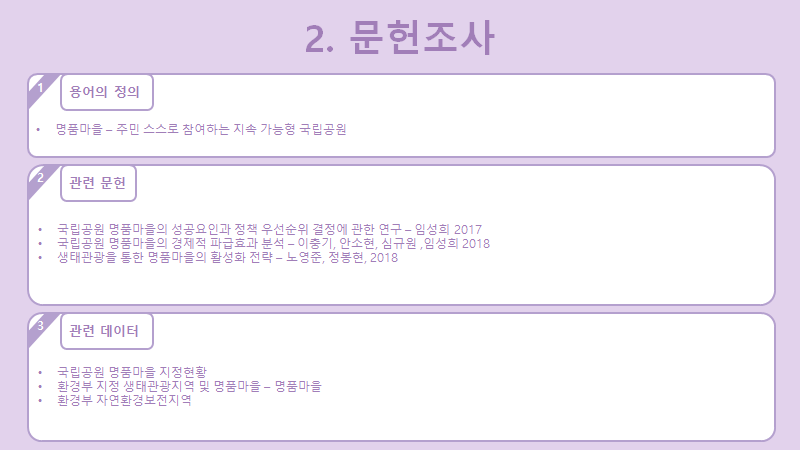 2. 문헌조사
1
용어의 정의
• 명품마을 – 주민 스스로 참여하는 지속 가능형 국립공원
2
관련 문헌
• 국립공원 명품마을의 성공요인과 정책 우선순위 결정에 관한 연구 – 임성희 2017
• 국립공원 명품마을의 경제적 파급효과 분석 – 이충기, 안소현, 심규원 ,임성희 2018
• 생태관광을 통한 명품마을의 활성화 전략 – 노영준, 정봉현, 2018
3
관련 데이터
• 국립공원 명품마을 지정현황
• 환경부 지정 생태관광지역 및 명품마을 – 명품마을
• 환경부 자연환경보전지역